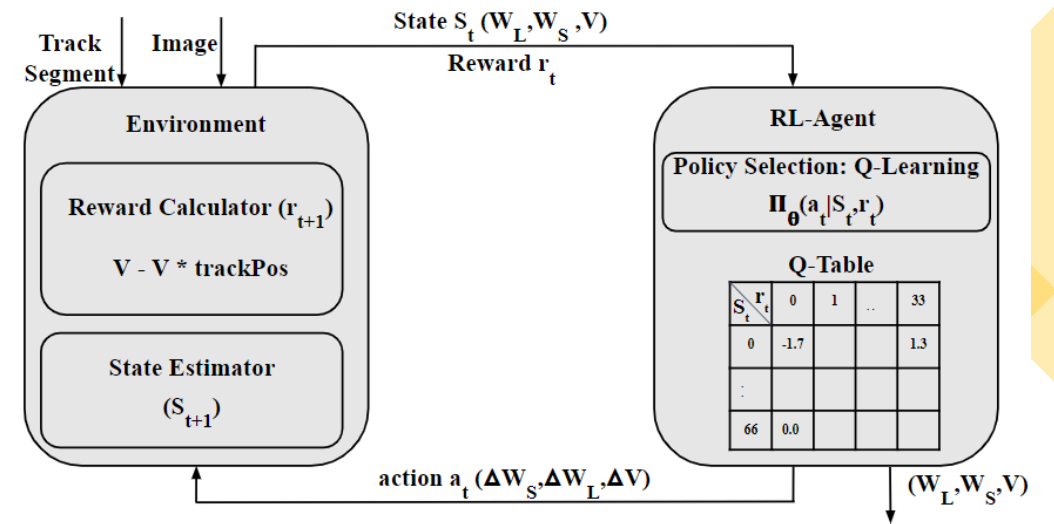 State S_t (W_L,W_S ,V)
Track Segment
Image
Reward r_t
Environment
Reward Calculator (r_t+1)
V - V * trackPos
State Estimator
(S_t+1)
RL-Agent
Policy Selection: Q-Learning
Π_θ(a_t|S_t,r_t)
Q-Table
S_t r_t 0 1 .. 33
0 -1.7 1.3
:
66 0.0
action a_t (ΔW_S,ΔW_L,ΔV)
(W_L,W_S,V)